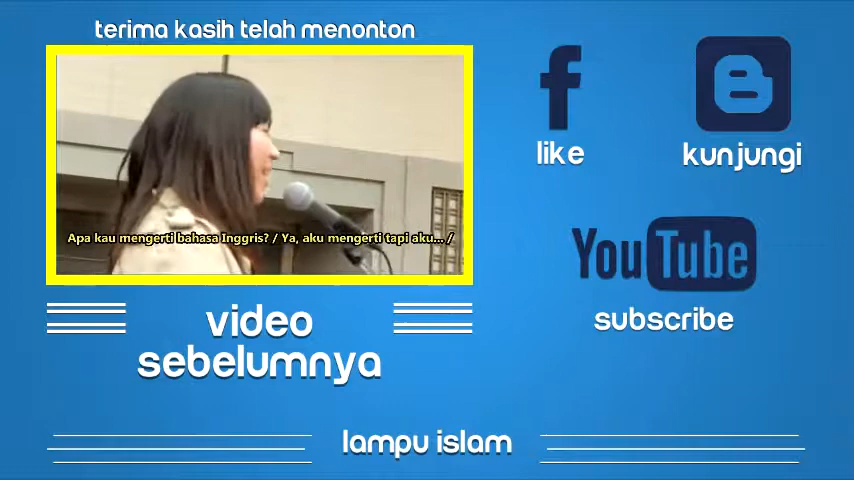 terima kasih telah menonton
Apa kau mengerti bahasa Inggris? / Ya, aku mengerti tapi aku... /
like
kunjungi
YouTube
subscribe
video
sebelumnya
lampu islam